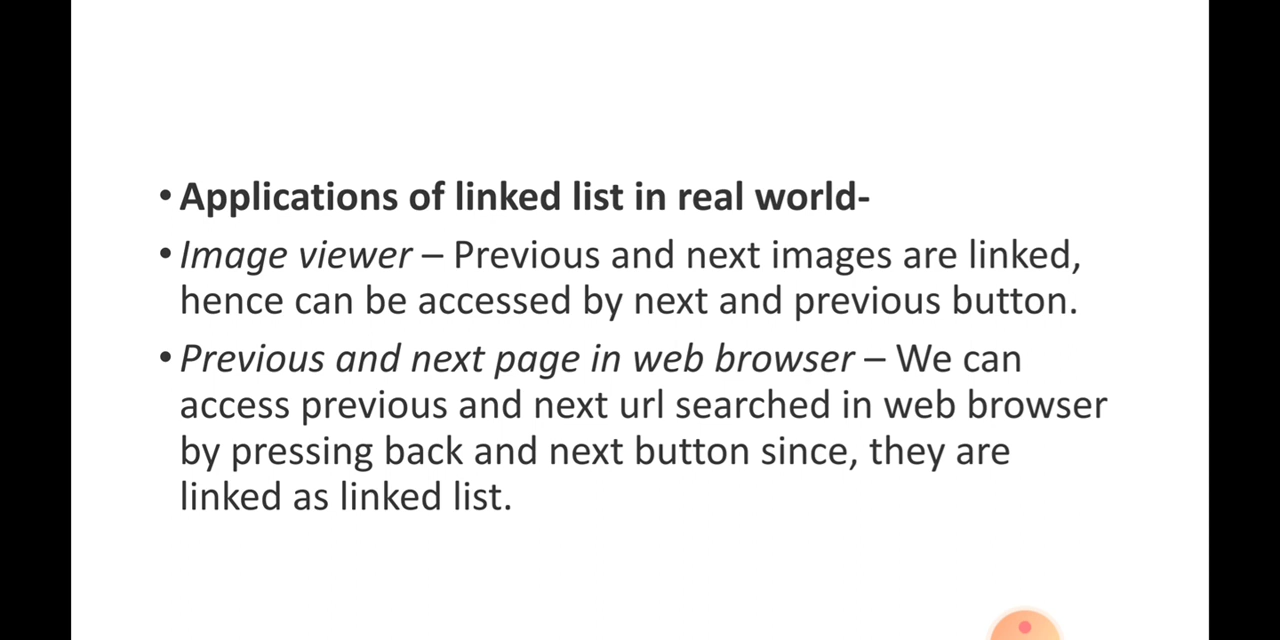 • Applications of linked list in real world-
• Image viewer – Previous and next images are linked,
hence can be accessed by next and previous button.
• Previous and next page in web browser – We can
access previous and next url searched in web browser
by pressing back and next button since, they are
linked as linked list.